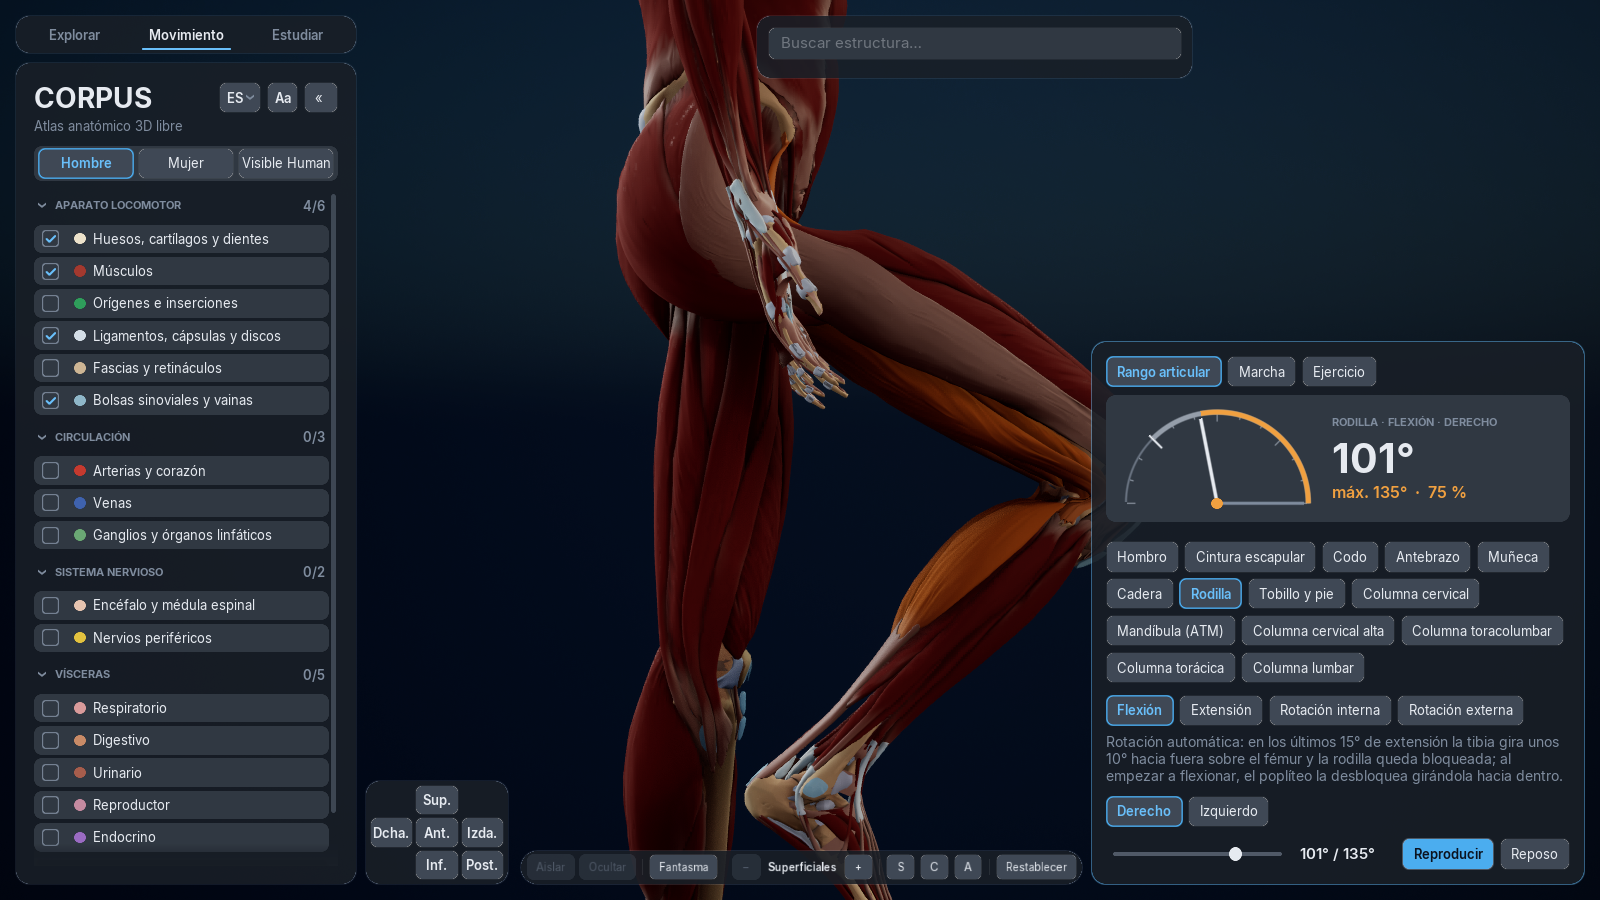 Explorar
Movimiento
Estudiar
Buscar estructura...
CORPUS
ES
Aa
«
Atlas anatómico 3D libre
Hombre
Mujer
Visible Human
APARATO LOCOMOTOR
4/6
Huesos, cartílagos y dientes
Músculos
Orígenes e inserciones
Ligamentos, cápsulas y discos
Fascias y retináculos
Bolsas sinoviales y vainas
CIRCULACIÓN
0/3
Arterias y corazón
Venas
Ganglios y órganos linfáticos
SISTEMA NERVIOSO
0/2
Encéfalo y médula espinal
Nervios periféricos
VÍSCERAS
0/5
Respiratorio
Digestivo
Urinario
Reproductor
Endocrino
Sup.
Dcha.
Ant.
Izda.
Inf.
Post.
Aislar
Ocultar
Fantasma
−
Superficiales
+
S
C
A
Restablecer
Rango articular
Marcha
Ejercicio
RODILLA · FLEXIÓN · DERECHO
101°
máx. 135° · 75 %
Hombro
Cintura escapular
Codo
Antebrazo
Muñeca
Cadera
Rodilla
Tobillo y pie
Columna cervical
Mandíbula (ATM)
Columna cervical alta
Columna toracolumbar
Columna torácica
Columna lumbar
Flexión
Extensión
Rotación interna
Rotación externa
Rotación automática: en los últimos 15° de extensión la tibia gira unos
10° hacia fuera sobre el fémur y la rodilla queda bloqueada; al
empezar a flexionar, el poplíteo la desbloquea girándola hacia dentro.
Derecho
Izquierdo
101° / 135°
Reproducir
Reposo